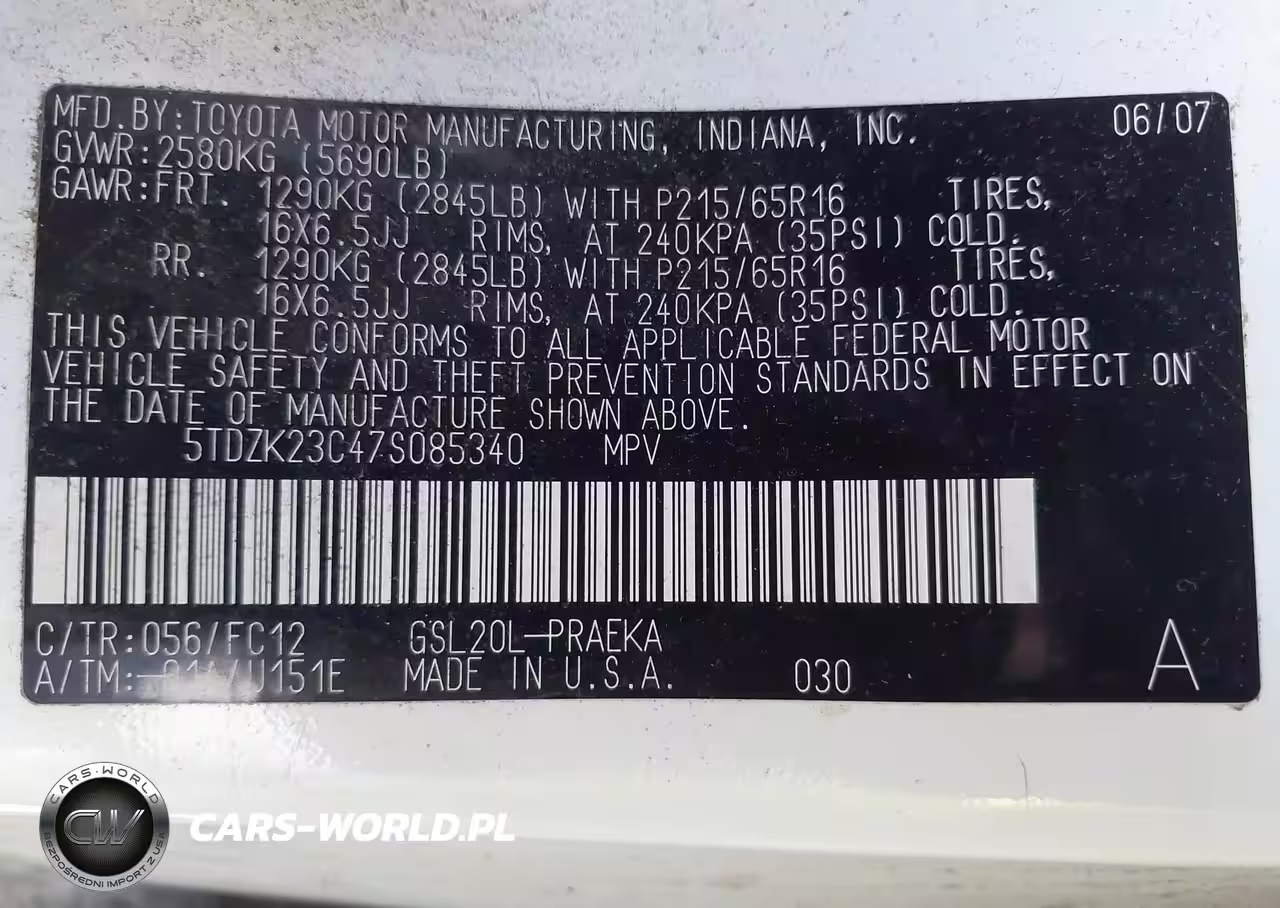 MFD. BY: TOYOTA MOTOR MANUFACTURING, INDIANA, INC. 06/07
GVWR: 2580KG (5690LB)
GAWR: FRT. 1290KG (2845LB) WITH P215/65R16 TIRES,
16X6.5JJ RIMS, AT 240KPA (35PSI) COLD.
RR. 1290KG (2845LB) WITH P215/65R16 TIRES,
16X6.5JJ RIMS, AT 240KPA (35PSI) COLD.
THIS VEHICLE CONFORMS TO ALL APPLICABLE FEDERAL MOTOR
VEHICLE SAFETY AND THEFT PREVENTION STANDARDS IN EFFECT ON
THE DATE OF MANUFACTURE SHOWN ABOVE.
5TDZK23C47S085340 MPV
C/TR: 056/FC12 GSL20L-PRAEKA
A/TM: /U151E MADE IN U.S.A. 030 A
CARS-WORLD
CW
BEZPOŚREDNI IMPORT Z USA
CARS-WORLD.PL